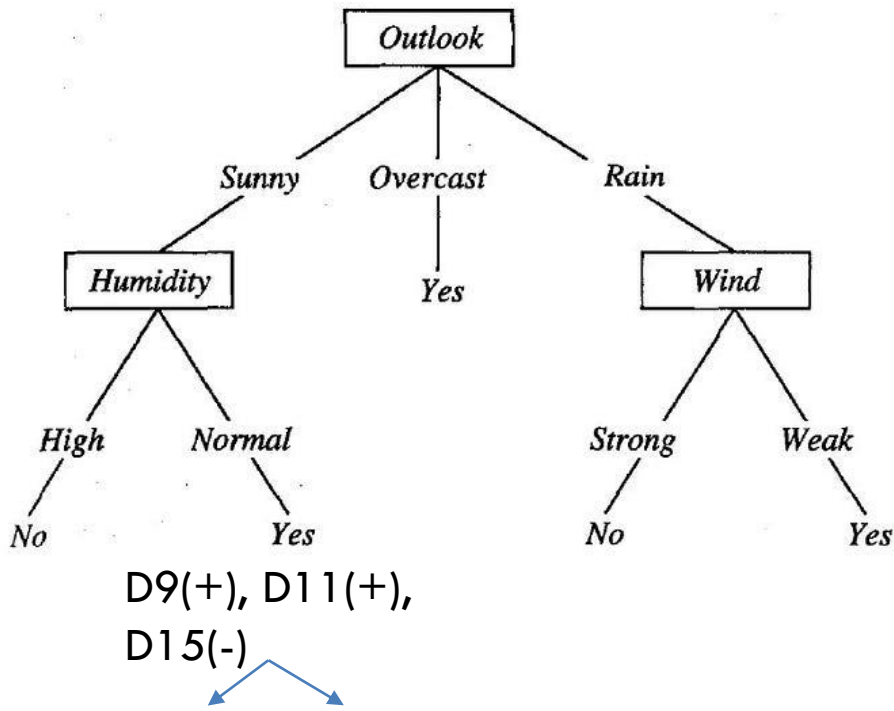 Outlook
Sunny Overcast Rain
Humidity Yes Wind
High Normal Strong Weak
No Yes No Yes
D9(+), D11(+),
D15(-)